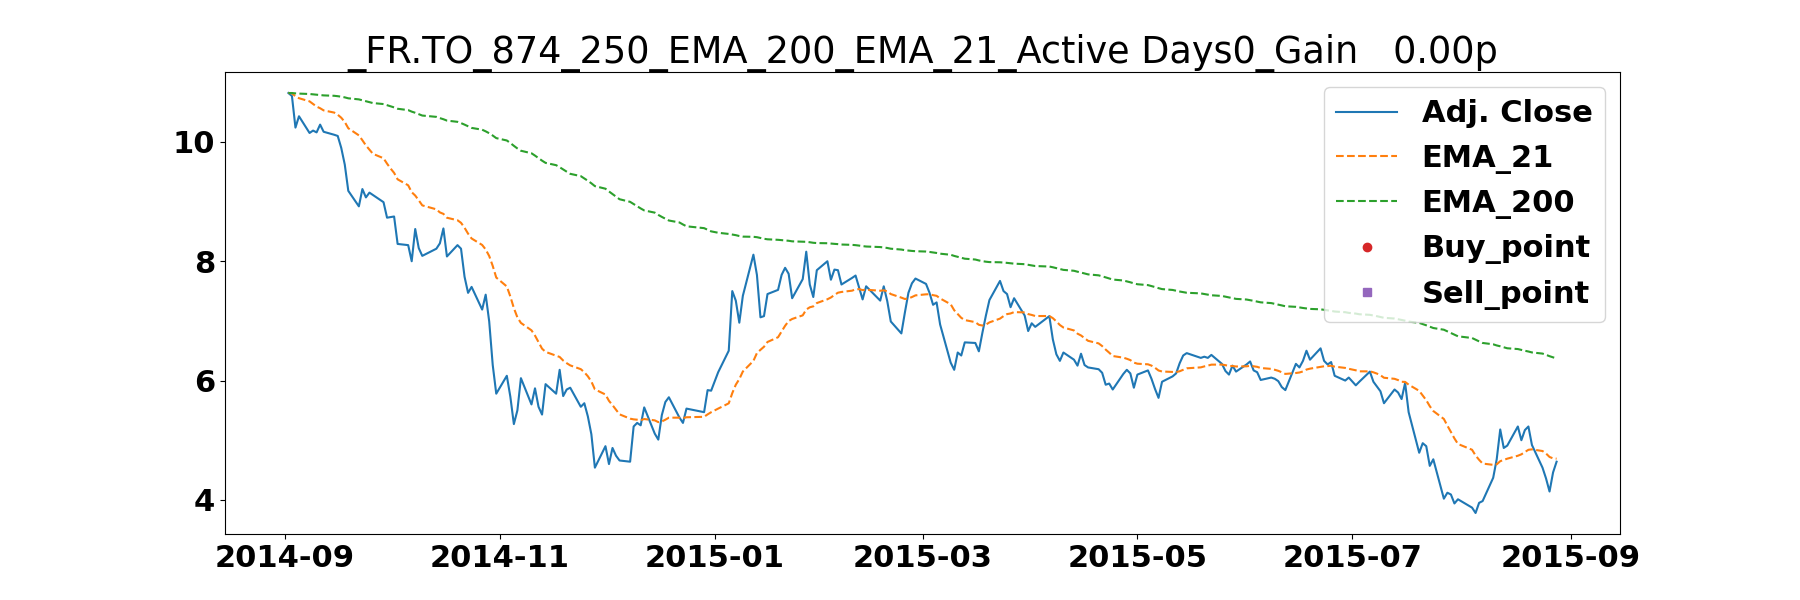 _FR.TO_874_250_EMA_200_EMA_21_Active Days0_Gain   0.00p
Adj. Close
EMA_21
EMA_200
Buy_point
Sell_point
10
8
6
4
2014-09 2014-11 2015-01 2015-03 2015-05 2015-07 2015-09